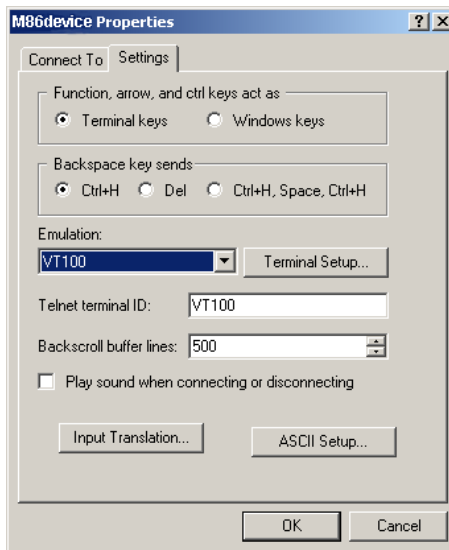 M86device Properties
Connect To Settings
Function, arrow, and ctrl keys act as
Terminal keys Windows keys
Backspace key sends
Ctrl+H Del Ctrl+H, Space, Ctrl+H
Emulation:
VT100 Terminal Setup...
Telnet terminal ID: VT100
Backscroll buffer lines: 500
Play sound when connecting or disconnecting
Input Translation... ASCII Setup...
OK Cancel